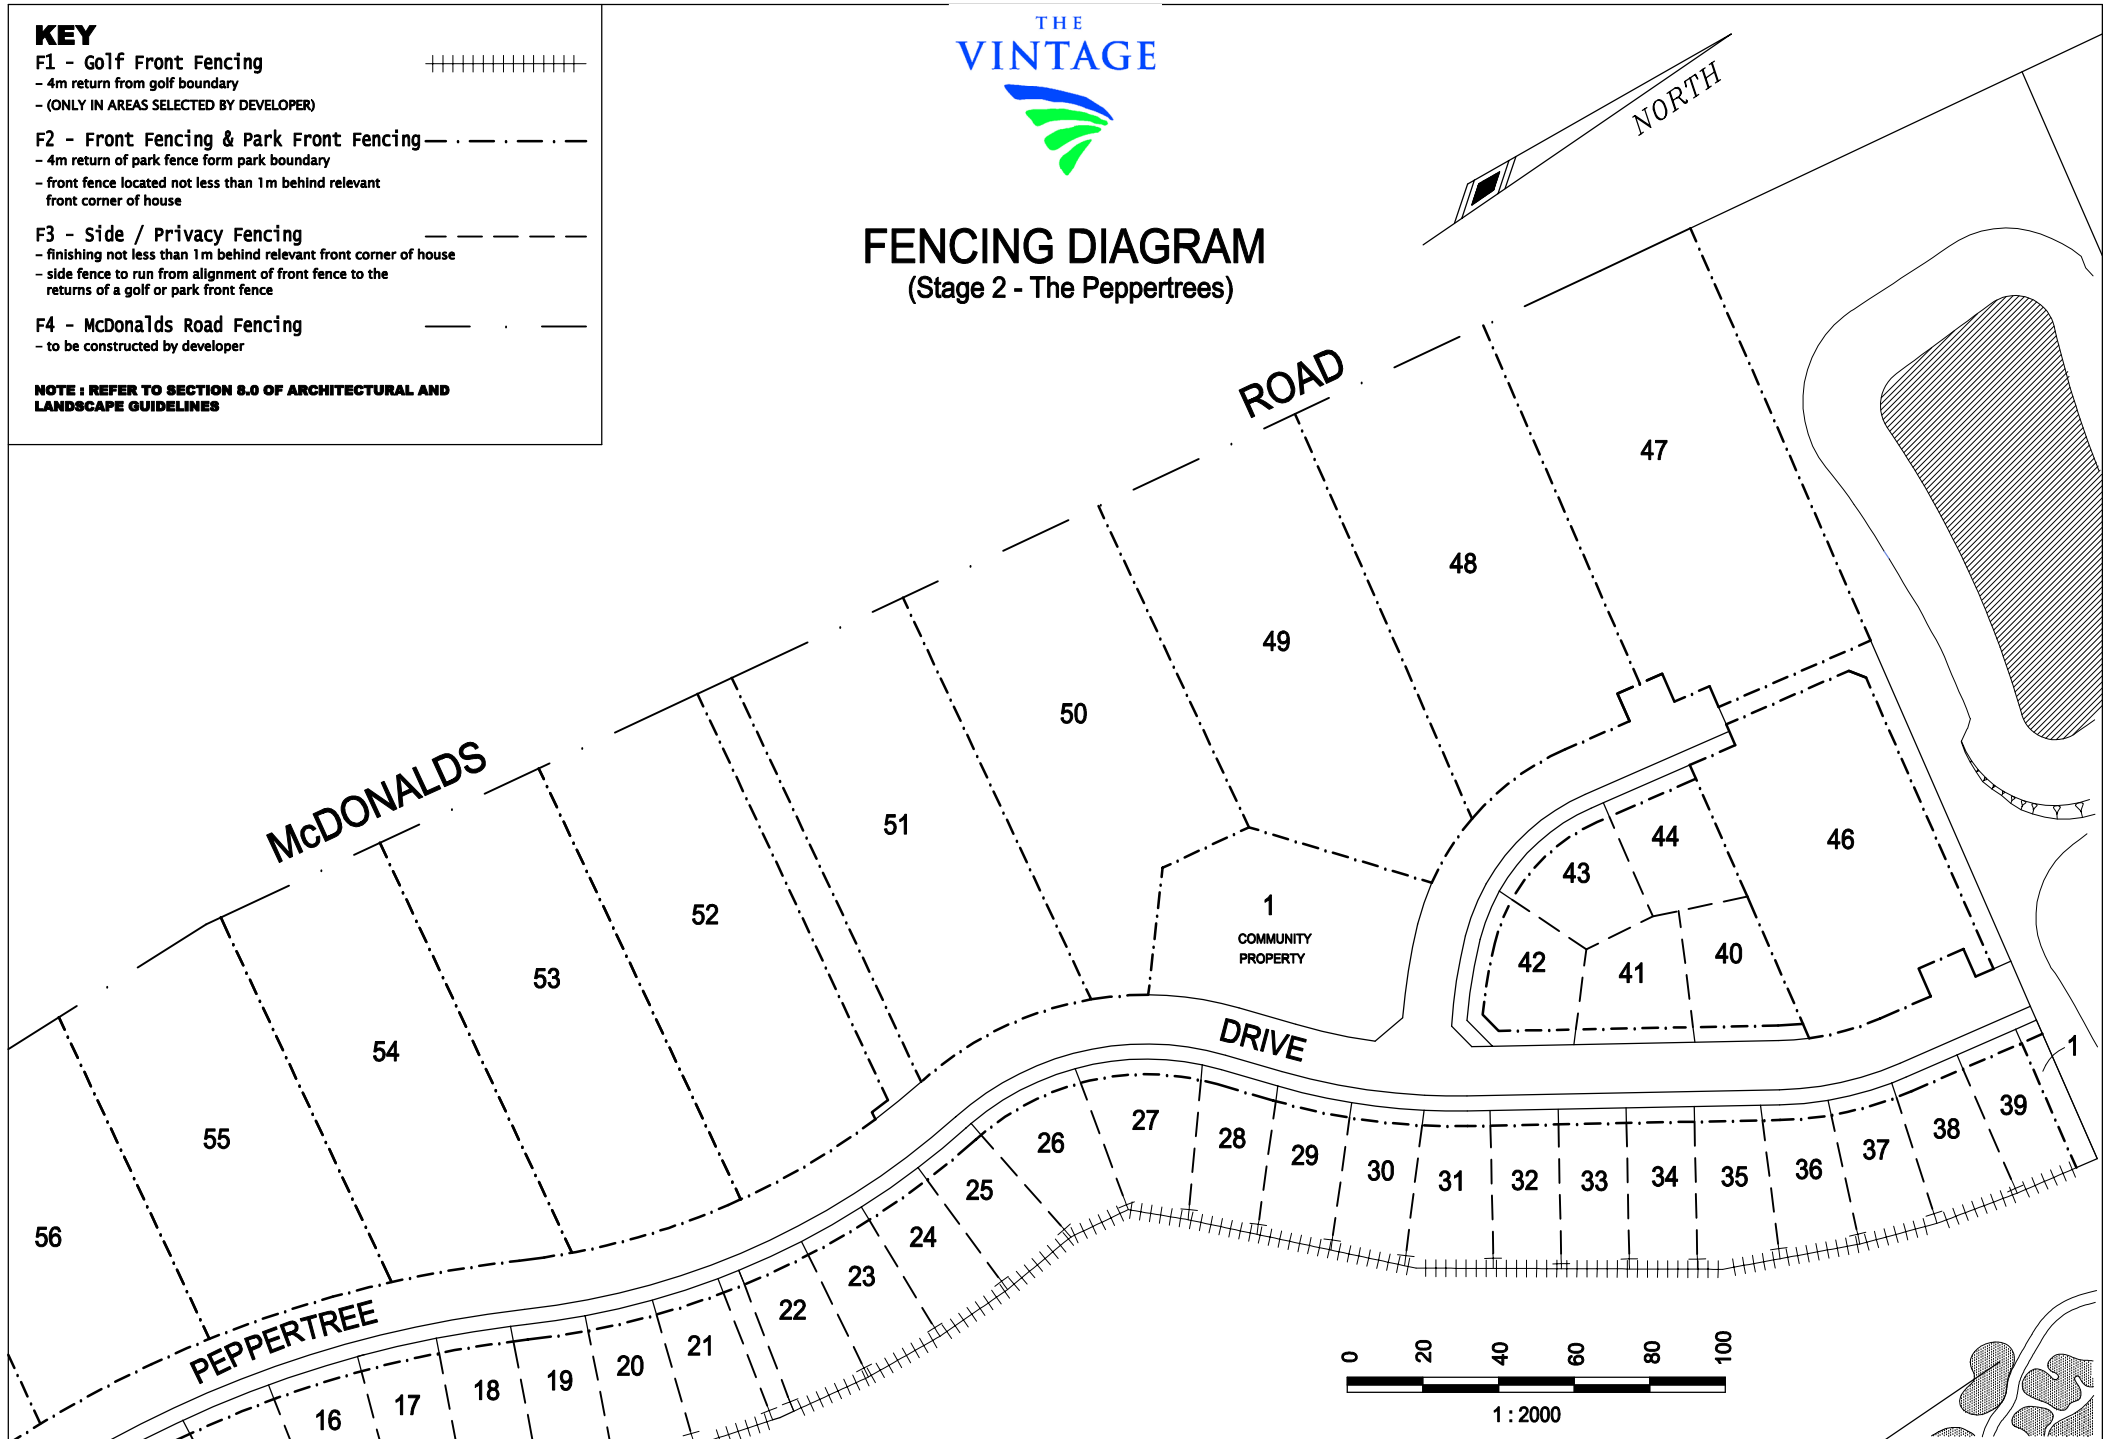 KEY
F1 - Golf Front Fencing
- 4m return from golf boundary
- (ONLY IN AREAS SELECTED BY DEVELOPER)
F2 - Front Fencing & Park Front Fencing
- 4m return of park fence form park boundary
- front fence located not less than 1m behind relevant
front corner of house
F3 - Side / Privacy Fencing
- finishing not less than 1m behind relevant front corner of house
- side fence to run from alignment of front fence to the
returns of a golf or park front fence
F4 - McDonalds Road Fencing
- to be constructed by developer
NOTE : REFER TO SECTION 8.0 OF ARCHITECTURAL AND
LANDSCAPE GUIDELINES
THE
VINTAGE
FENCING DIAGRAM
(Stage 2 - The Peppertrees)
NORTH
McDONALDS
ROAD
47
48
49
50
51
52
53
54
55
56
1
COMMUNITY
PROPERTY
44
43
42
41
40
46
PEPPERTREE
DRIVE
1
39
38
37
36
35
34
33
32
31
30
29
28
27
26
25
24
23
22
21
20
19
18
17
16
0
20
40
60
80
100
1 : 2000